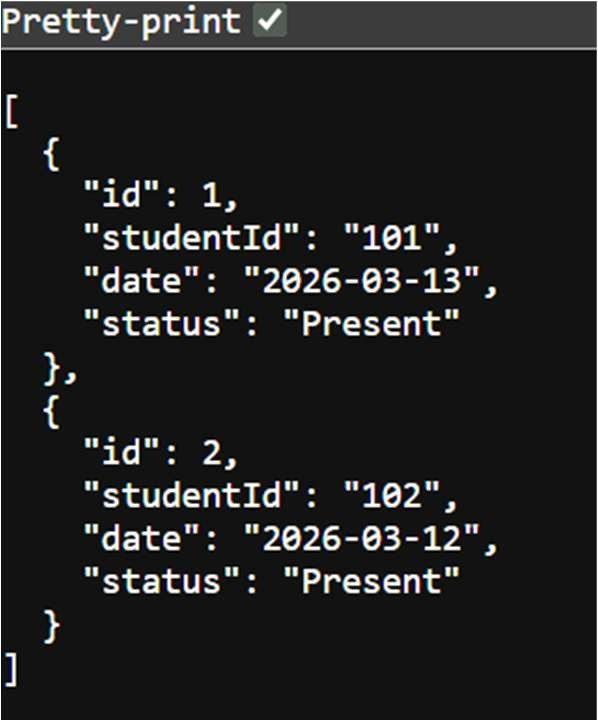 Pretty-print
[
  {
    "id": 1,
    "studentId": "101",
    "date": "2026-03-13",
    "status": "Present"
  },
  {
    "id": 2,
    "studentId": "102",
    "date": "2026-03-12",
    "status": "Present"
  }
]